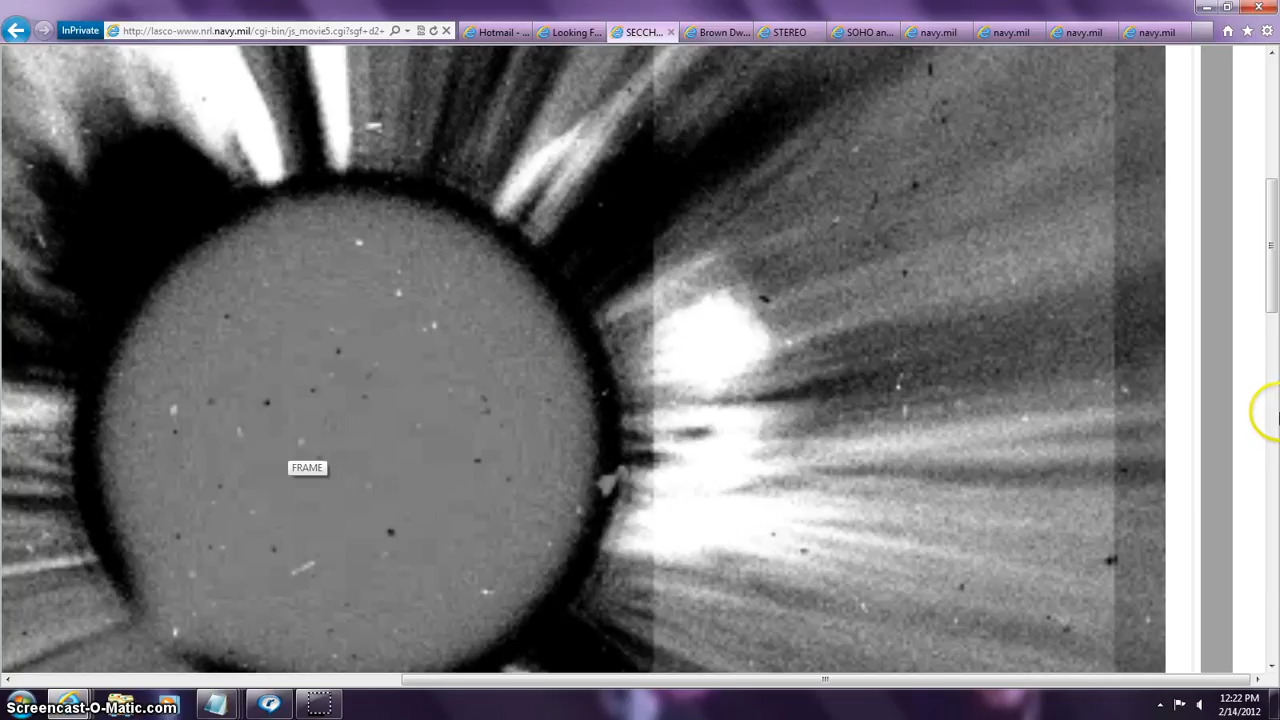 InPrivate
http://lasco-www.nrl.navy.mil/cgi-bin/js_movie5.cgi?sgf+d2+
Hotmail - ...
Looking F...
SECCH...
Brown Dw...
STEREO
SOHO and
navy.mil
navy.mil
navy.mil
navy.mil
FRAME
Screencast-O-Matic.com
12:22 PM
2/14/2012